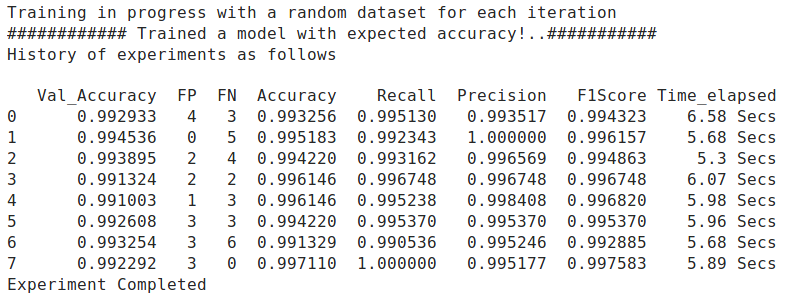 Training in progress with a random dataset for each iteration
############ Trained a model with expected accuracy!..###########
History of experiments as follows
Val_Accuracy FP FN Accuracy Recall Precision F1Score Time_elapsed
0 0.992933 4 3 0.993256 0.995130 0.993517 0.994323 6.58 Secs
1 0.994536 0 5 0.995183 0.992343 1.000000 0.996157 5.68 Secs
2 0.993895 2 4 0.994220 0.993162 0.996569 0.994863 5.3 Secs
3 0.991324 2 2 0.996146 0.996748 0.996748 0.996748 6.07 Secs
4 0.991003 1 3 0.996146 0.995238 0.998408 0.996820 5.98 Secs
5 0.992608 3 3 0.994220 0.995370 0.995370 0.995370 5.96 Secs
6 0.993254 3 6 0.991329 0.990536 0.995246 0.992885 5.68 Secs
7 0.992292 3 0 0.997110 1.000000 0.995177 0.997583 5.89 Secs
Experiment Completed